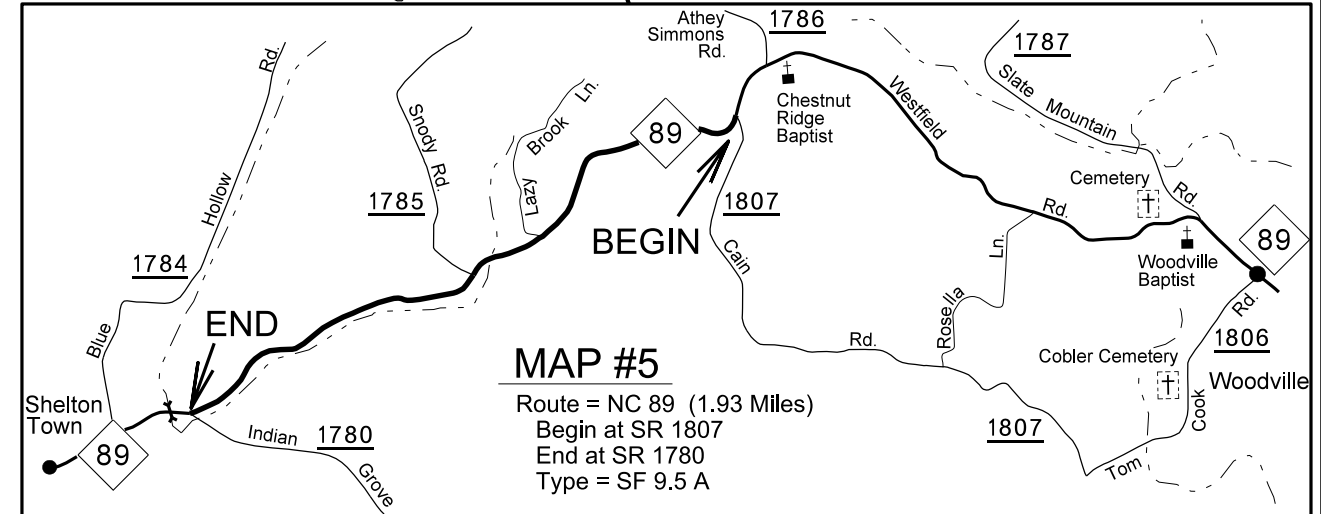 Athey
Simmons
Rd.
1786
1787
Slate Mountain Rd.
Blue Hollow Rd.
1784
Snody Rd.
1785
Lazy Brook Ln.
89
Chestnut
Ridge
Baptist
Westfield Rd.
Cemetery
BEGIN
1807
Cain Rd.
Rosella Ln.
Woodville
Baptist
89
1806
Woodville
Cobler Cemetery
Tom Cook Rd.
1807
END
Shelton
Town
89
Indian Grove
1780
MAP #5
Route = NC 89 (1.93 Miles)
Begin at SR 1807
End at SR 1780
Type = SF 9.5 A